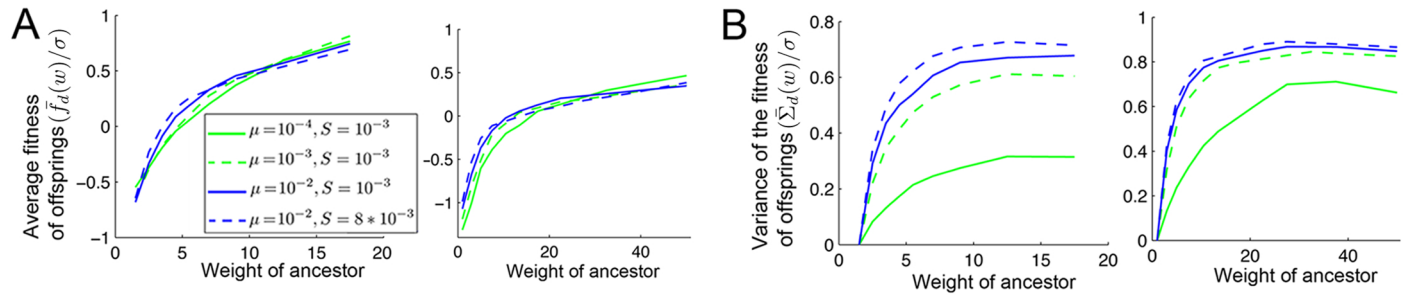 A
Average fitness
of offsprings (f̄_d(w)/σ)
1
0.5
0
−0.5
−1
0
5
10
15
20
Weight of ancestor
μ=10^{-4}, S = 10^{-3}
μ=10^{-3}, S = 10^{-3}
μ=10^{-2}, S = 10^{-3}
μ=10^{-2}, S = 8 * 10^{-3}
1
0.5
0
−0.5
−1
0
20
40
Weight of ancestor
B
Variance of the fitness
of offsprings (Σ̄_d(w)/σ)
0.8
0.6
0.4
0.2
0
0
5
10
15
20
Weight of ancestor
1
0.8
0.6
0.4
0.2
0
0
20
40
Weight of ancestor